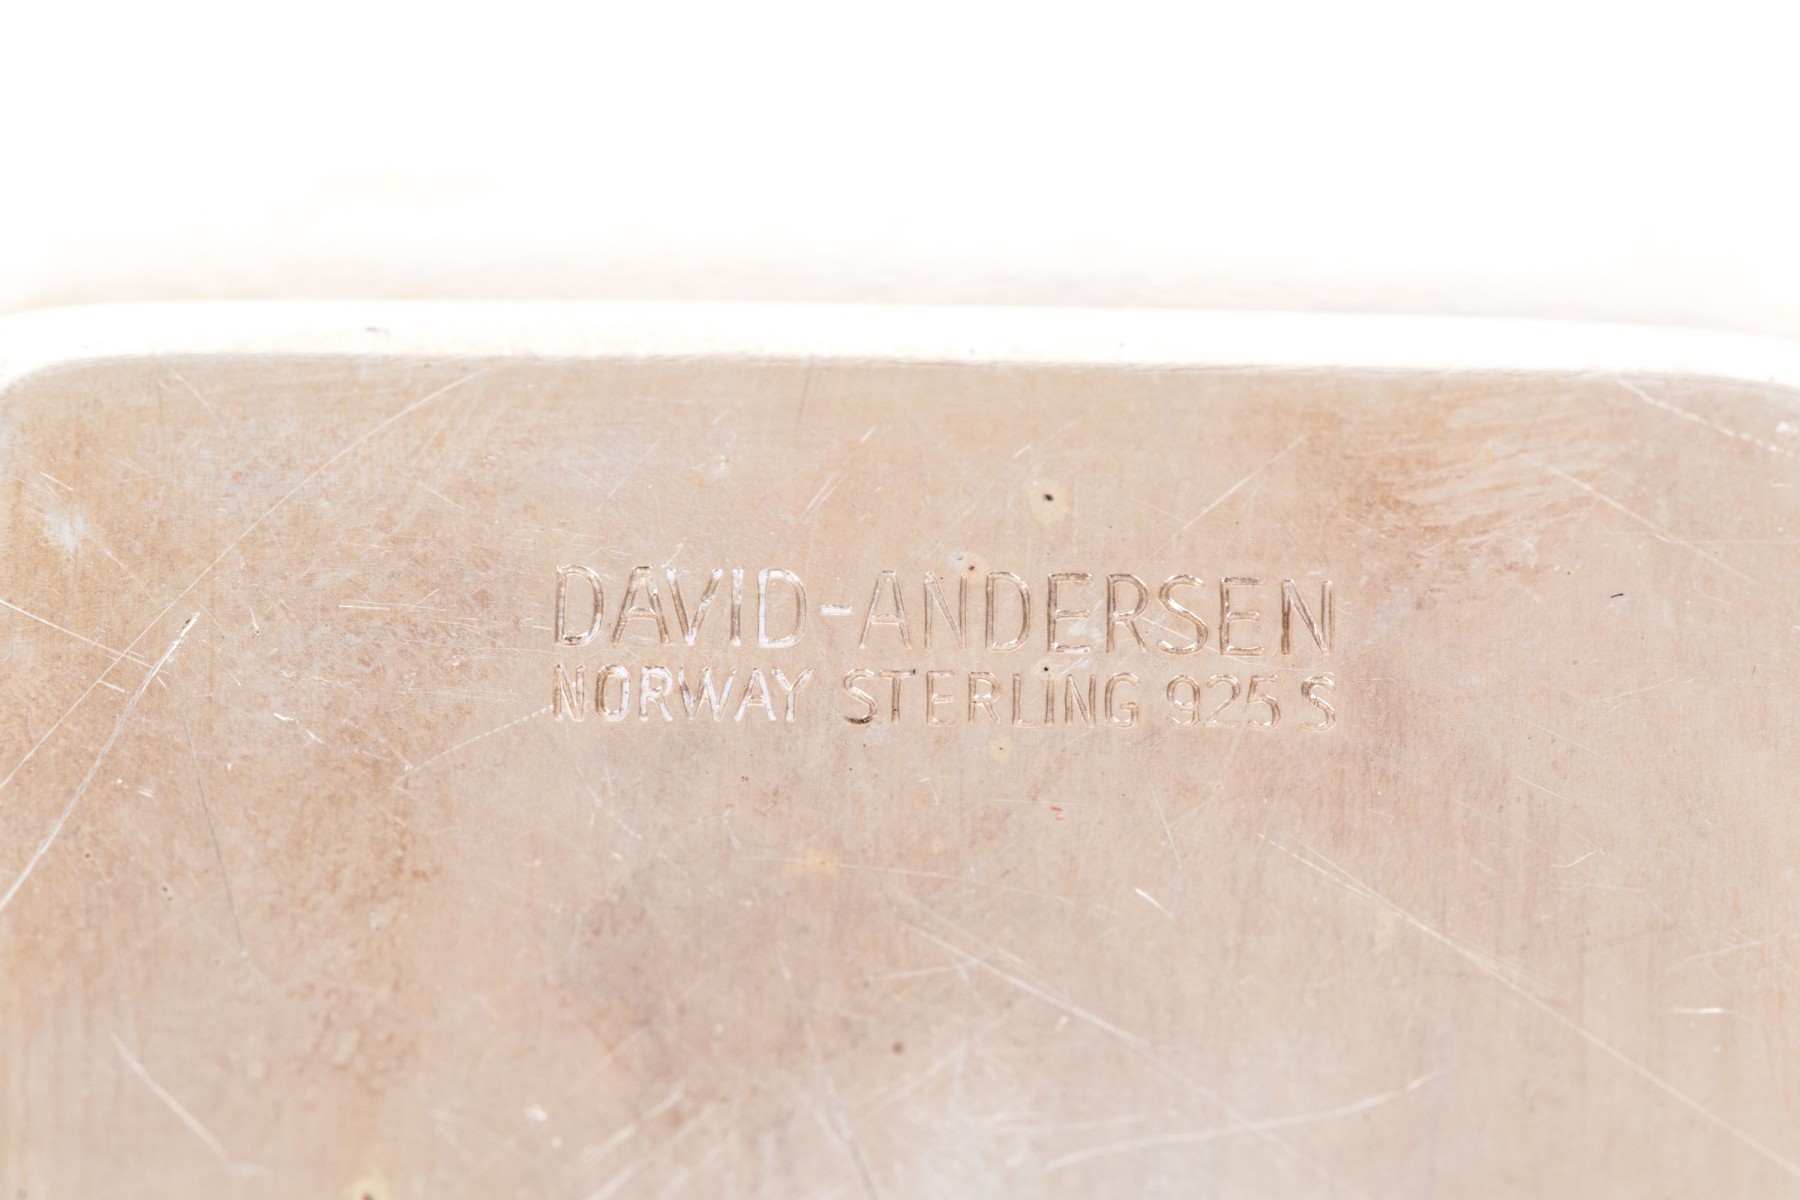 DAVID-ANDERSEN
NORWAY STERLING 925 S